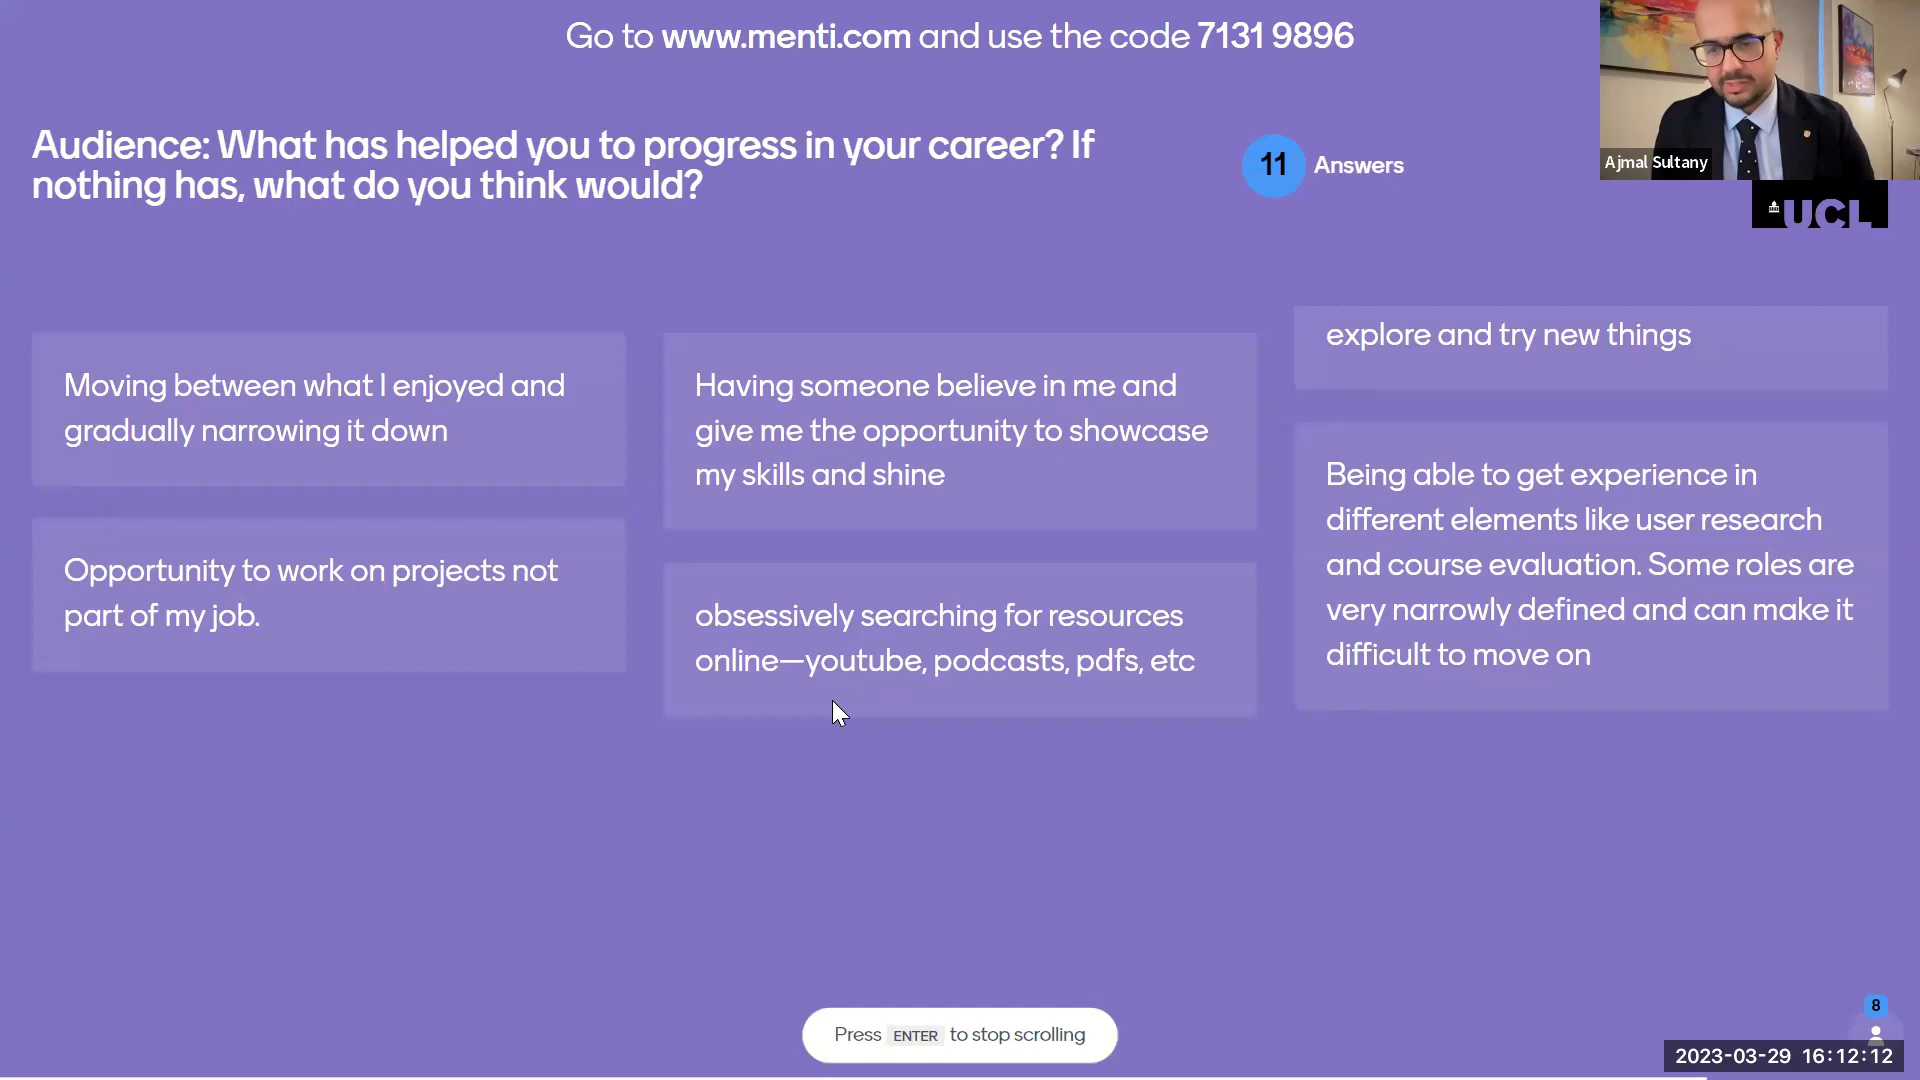 Go to www.menti.com and use the code 7131 9896
Audience: What has helped you to progress in your career? If
nothing has, what do you think would?
11 Answers
Ajmal Sultany
UCL
Moving between what I enjoyed and
gradually narrowing it down
Opportunity to work on projects not
part of my job.
Having someone believe in me and
give me the opportunity to showcase
my skills and shine
obsessively searching for resources
online—youtube, podcasts, pdfs, etc
explore and try new things
Being able to get experience in
different elements like user research
and course evaluation. Some roles are
very narrowly defined and can make it
difficult to move on
Press ENTER to stop scrolling
8
2023-03-29 16:12:12